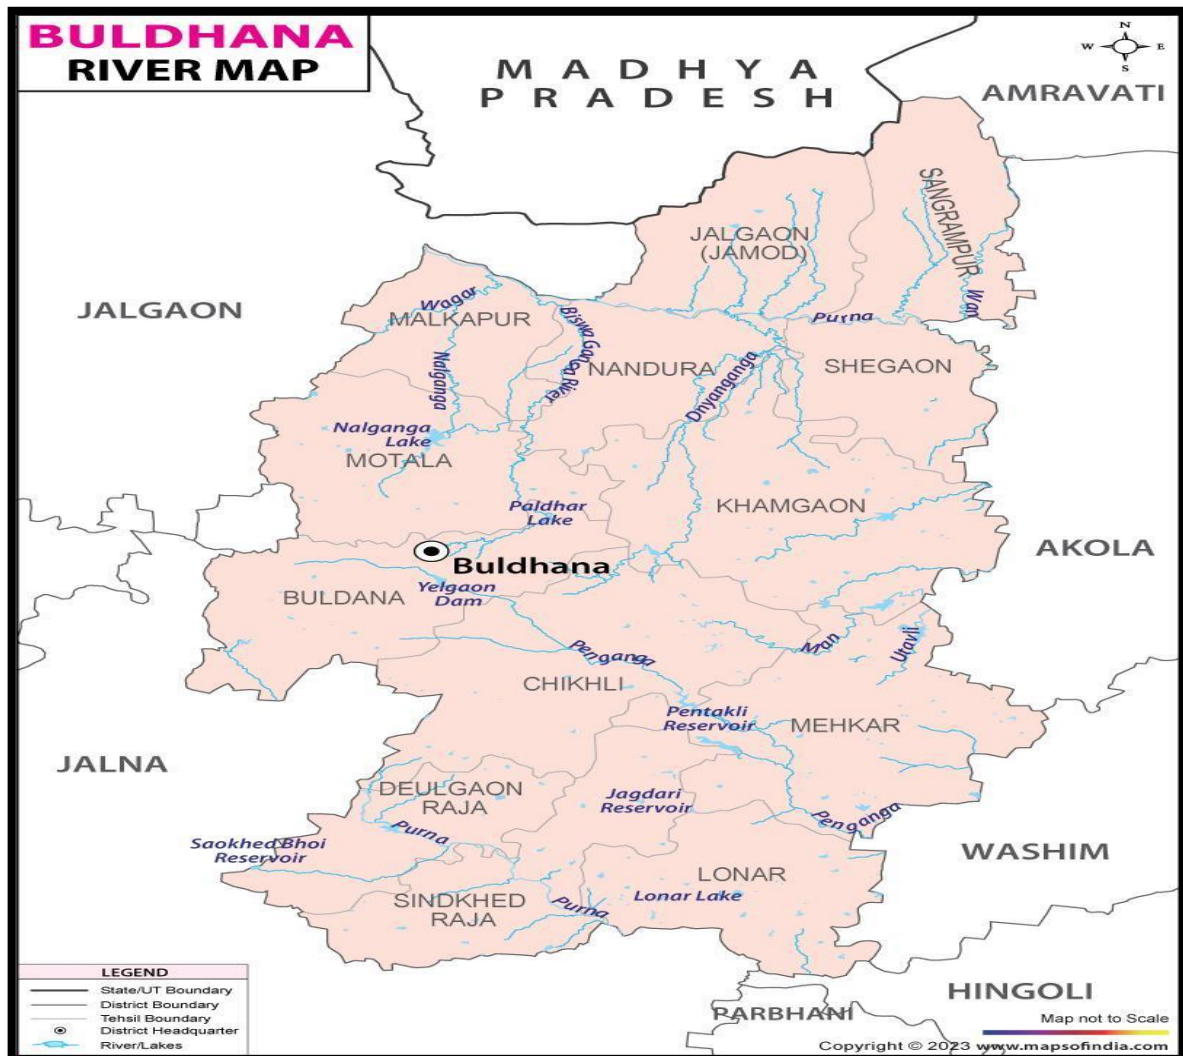 BULDHANA
RIVER MAP
MADHYA
PRADESH
N
W
E
S
AMRAVATI
SANGRAMPUR
JALGAON
(JAMOD)
JALGAON
Wagar
MALKAPUR
Biswa Ganga River
Purna
Wan
Nalganga
NANDURA
Dnyanganga
SHEGAON
Nalganga
Lake
MOTALA
Paldhar
Lake
KHAMGAON
AKOLA
Buldhana
BULDANA
Yelgaon
Dam
Penganga
Man
Utavli
CHIKHLI
Pentakli
Reservoir
MEHKAR
JALNA
DEULGAON
RAJA
Jagdari
Reservoir
Penganga
Purna
Saokhed Bhoi
Reservoir
WASHIM
LONAR
SINDKHED
RAJA
Purna
Lonar Lake
LEGEND
State/UT Boundary
District Boundary
Tehsil Boundary
District Headquarter
River/Lakes
HINGOLI
PARBHANI
Map not to Scale
Copyright © 2023 www.mapsofindia.com